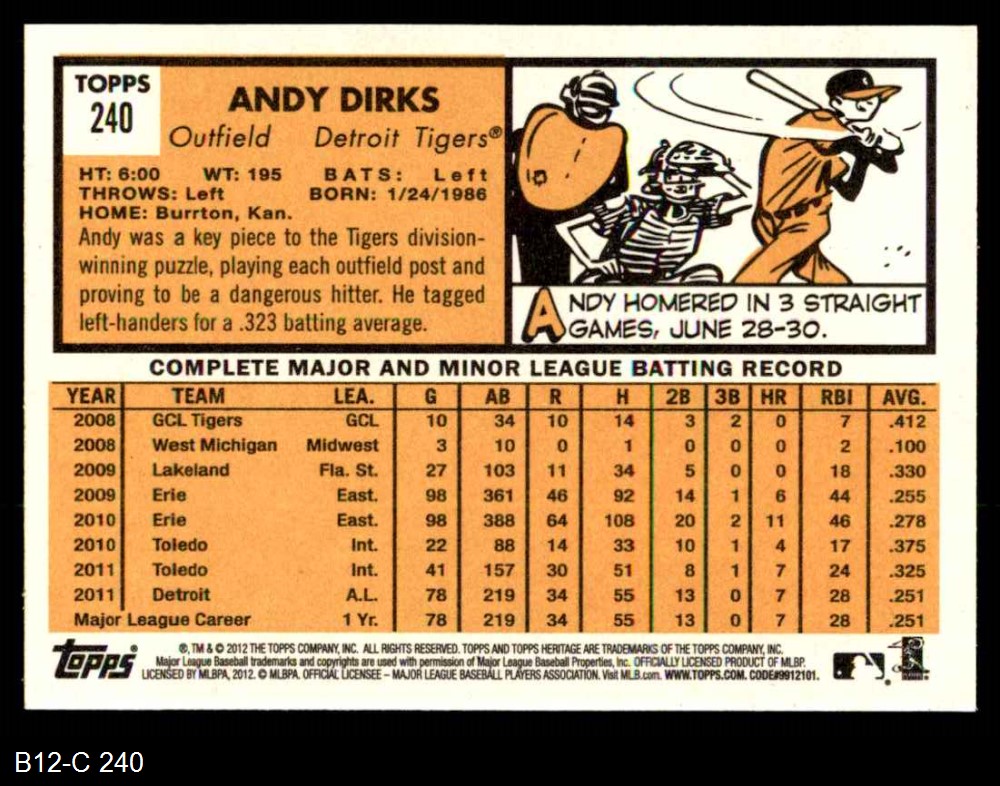 TOPPS
240
ANDY DIRKS
Outfield Detroit Tigers®
HT: 6:00 WT: 195 BATS: Left
THROWS: Left BORN: 1/24/1986
HOME: Burrton, Kan.
Andy was a key piece to the Tigers division-
winning puzzle, playing each outfield post and
proving to be a dangerous hitter. He tagged
left-handers for a .323 batting average.
ANDY HOMERED IN 3 STRAIGHT
GAMES, JUNE 28-30.
COMPLETE MAJOR AND MINOR LEAGUE BATTING RECORD
YEAR TEAM LEA. G AB R H 2B 3B HR RBI AVG.
2008 GCL Tigers GCL 10 34 10 14 3 2 0 7 .412
2008 West Michigan Midwest 3 10 0 1 0 0 0 2 .100
2009 Lakeland Fla. St. 27 103 11 34 5 0 0 18 .330
2009 Erie East. 98 361 46 92 14 1 6 44 .255
2010 Erie East. 98 388 64 108 20 2 11 46 .278
2010 Toledo Int. 22 88 14 33 10 1 4 17 .375
2011 Toledo Int. 41 157 30 51 8 1 7 24 .325
2011 Detroit A.L. 78 219 34 55 13 0 7 28 .251
Major League Career 1 Yr. 78 219 34 55 13 0 7 28 .251
Topps
®, TM & © 2012 THE TOPPS COMPANY, INC. ALL RIGHTS RESERVED. TOPPS AND TOPPS HERITAGE ARE TRADEMARKS OF THE TOPPS COMPANY, INC.
Major League Baseball trademarks and copyrights are used with permission of Major League Baseball Properties, Inc. OFFICIALLY LICENSED PRODUCT OF MLBP.
LICENSED BY MLBPA, 2012. © MLBPA. OFFICIAL LICENSEE – MAJOR LEAGUE BASEBALL PLAYERS ASSOCIATION. Visit MLB.com. WWW.TOPPS.COM. CODE#9912101.
B12-C 240